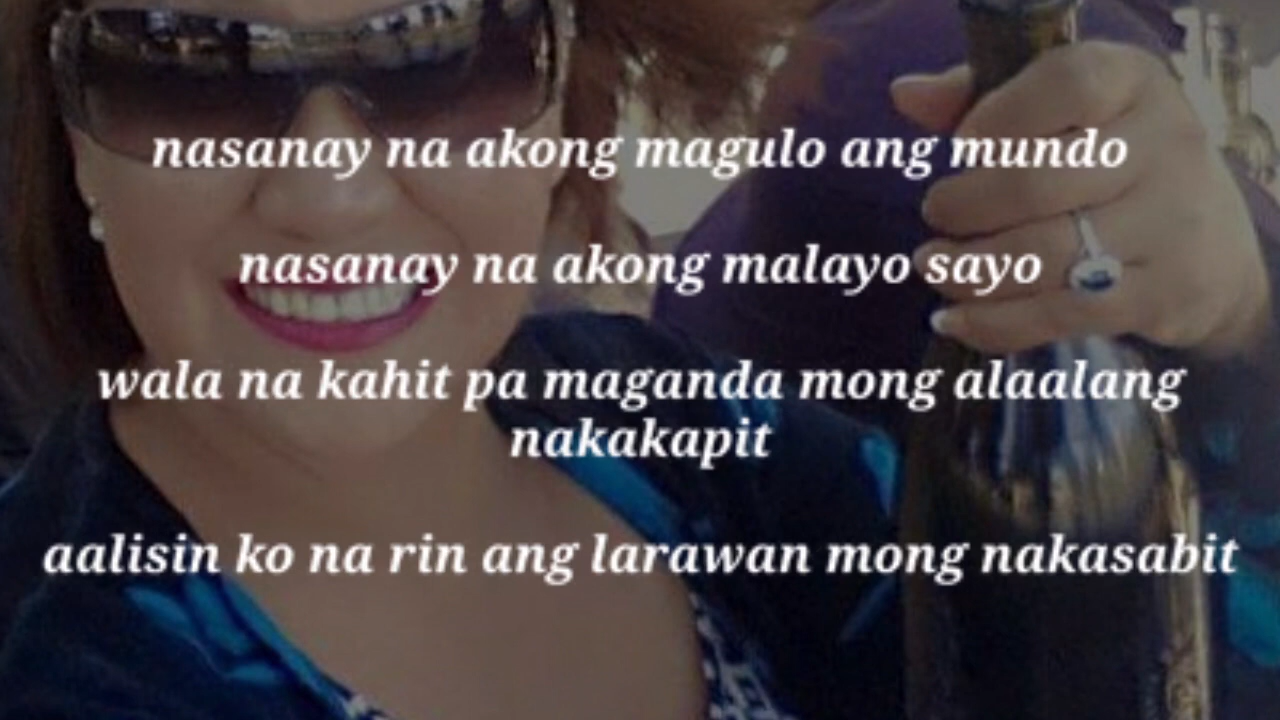 nasanay na akong magulo ang mundo
nasanay na akong malayo sayo
wala na kahit pa maganda mong alaalang
nakakapit
aalisin ko na rin ang larawan mong nakasabit